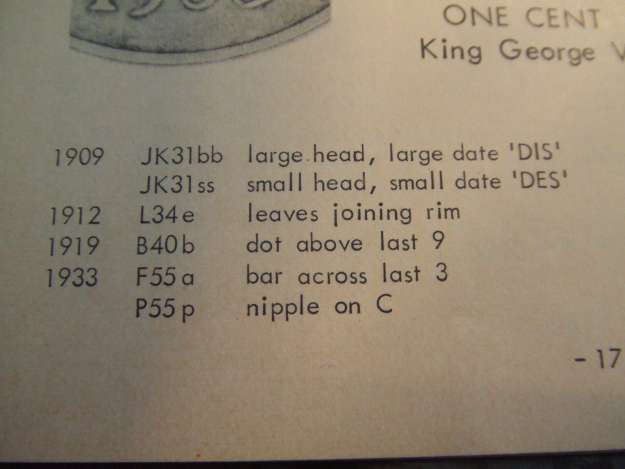 ONE CENT
King George V
1909 JK31bb large head, large date 'DIS'
JK31ss small head, small date 'DES'
1912 L34e leaves joining rim
1919 B40b dot above last 9
1933 F55a bar across last 3
P55p nipple on C
- 17